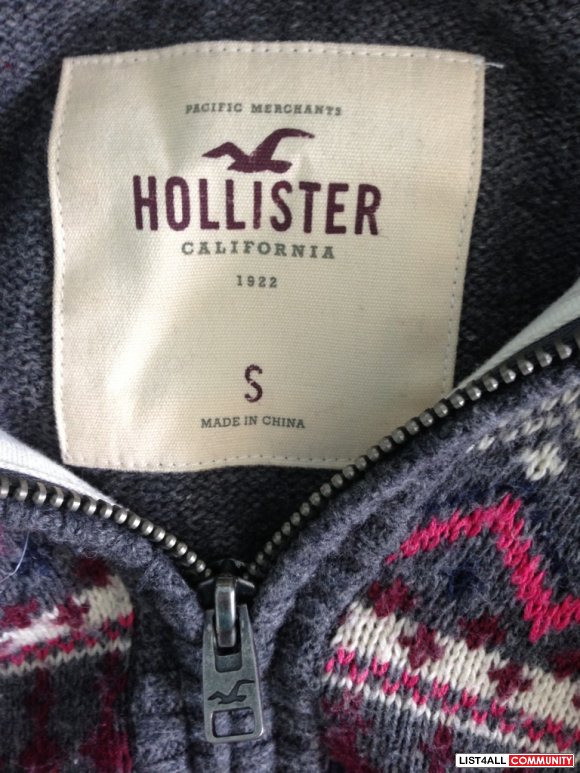 PACIFIC MERCHANTS
HOLLISTER
CALIFORNIA
1922
S
MADE IN CHINA
LIST4ALL COMMUNITY